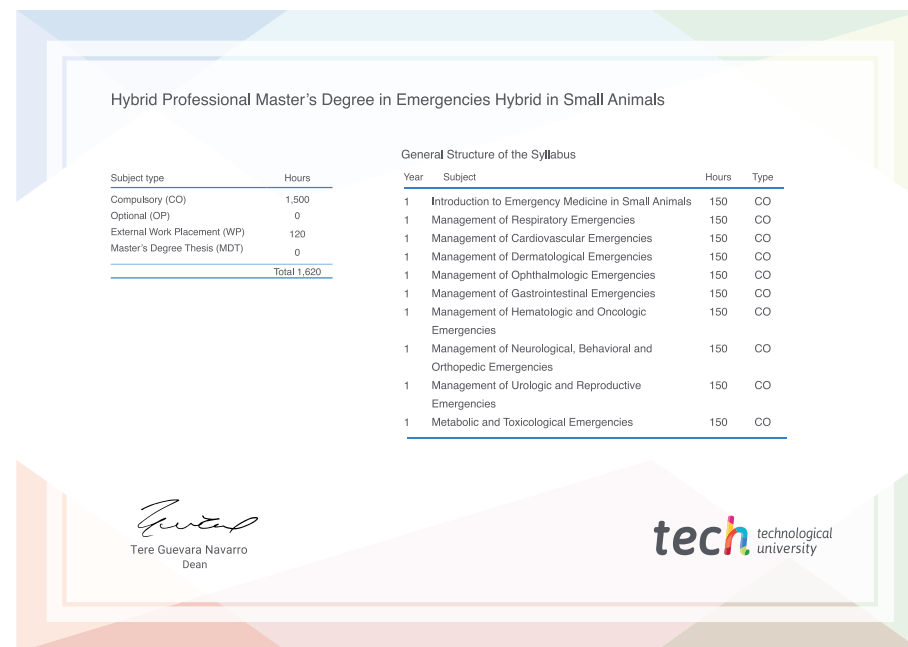 Hybrid Professional Master's Degree in Emergencies Hybrid in Small Animals
Subject type Hours
Compulsory (CO) 1,500
Optional (OP) 0
External Work Placement (WP) 120
Master's Degree Thesis (MDT) 0
Total 1,620
General Structure of the Syllabus
Year Subject Hours Type
1 Introduction to Emergency Medicine in Small Animals 150 CO
1 Management of Respiratory Emergencies 150 CO
1 Management of Cardiovascular Emergencies 150 CO
1 Management of Dermatological Emergencies 150 CO
1 Management of Ophthalmologic Emergencies 150 CO
1 Management of Gastrointestinal Emergencies 150 CO
1 Management of Hematologic and Oncologic 150 CO
Emergencies
1 Management of Neurological, Behavioral and 150 CO
Orthopedic Emergencies
1 Management of Urologic and Reproductive 150 CO
Emergencies
1 Metabolic and Toxicological Emergencies 150 CO
Tere Guevara Navarro
Dean
tech technological
university